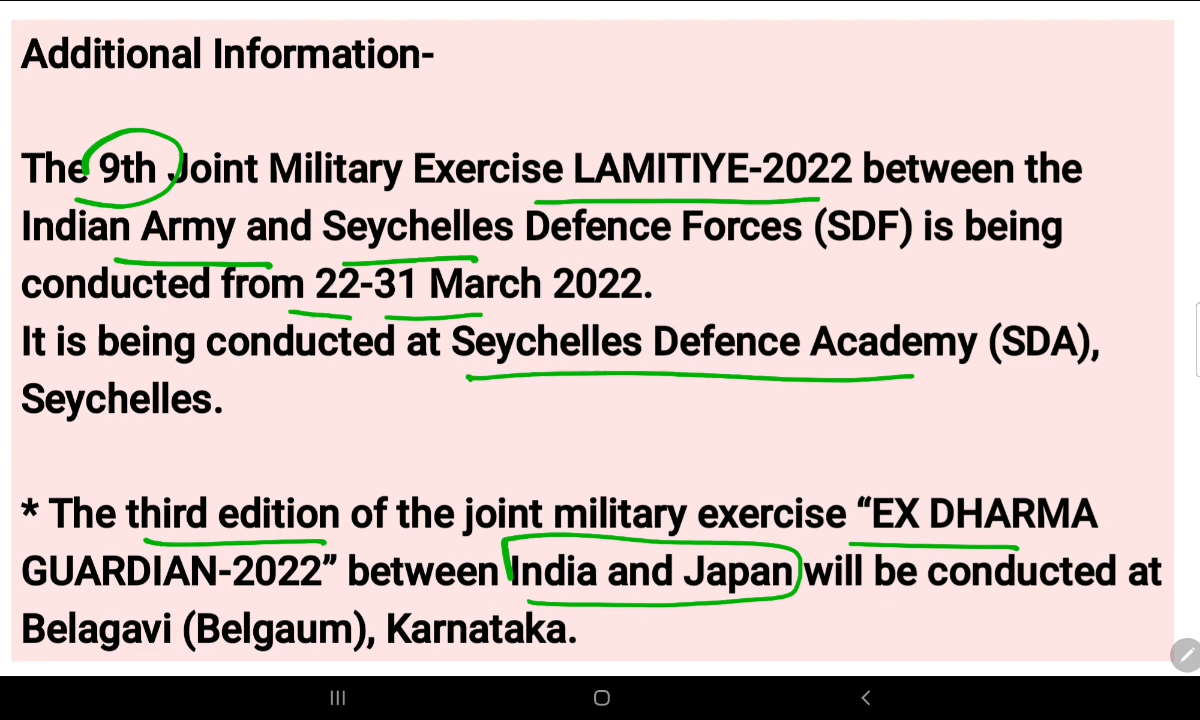 Additional Information-
The 9th Joint Military Exercise LAMITIYE-2022 between the
Indian Army and Seychelles Defence Forces (SDF) is being
conducted from 22-31 March 2022.
It is being conducted at Seychelles Defence Academy (SDA),
Seychelles.
* The third edition of the joint military exercise “EX DHARMA
GUARDIAN-2022” between India and Japan will be conducted at
Belagavi (Belgaum), Karnataka.